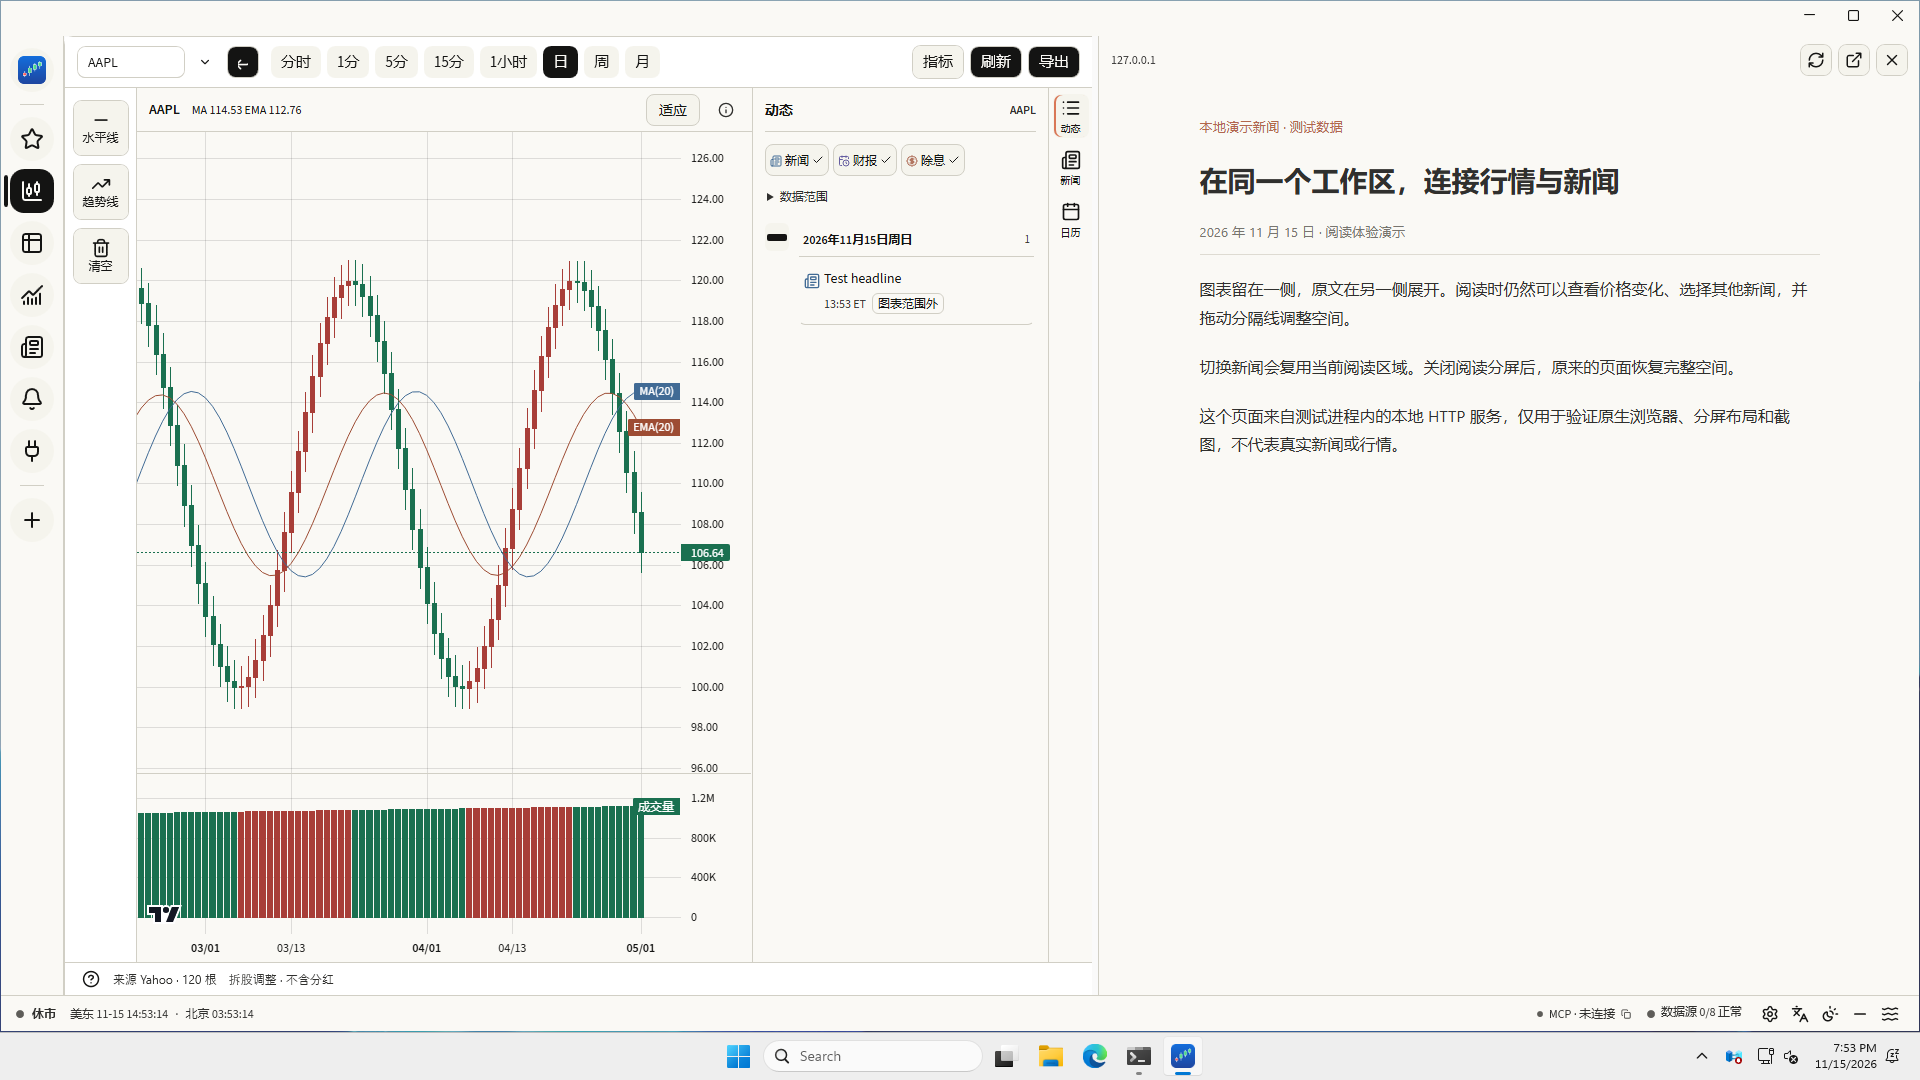 AAPL
分时
1分
5分
15分
1小时
日
周
月
指标
刷新
导出
127.0.0.1
水平线
趋势线
清空
AAPL MA 114.53 EMA 112.76
适应
126.00
124.00
122.00
120.00
118.00
116.00
MA(20)
114.00
EMA(20)
112.00
110.00
108.00
106.64
106.00
104.00
102.00
100.00
98.00
96.00
成交量
1.2M
800K
400K
0
03/01
03/13
04/01
04/13
05/01
动态
AAPL
新闻
财报
除息
数据范围
2026年11月15日周日
1
Test headline
13:53 ET 图表范围外
动态
新闻
日历
本地演示新闻 · 测试数据
在同一个工作区，连接行情与新闻
2026 年 11 月 15 日 · 阅读体验演示
图表留在一侧，原文在另一侧展开。阅读时仍然可以查看价格变化、选择其他新闻，并
拖动分隔线调整空间。
切换新闻会复用当前阅读区域。关闭阅读分屏后，原来的页面恢复完整空间。
这个页面来自测试进程内的本地 HTTP 服务，仅用于验证原生浏览器、分屏布局和截
图，不代表真实新闻或行情。
来源 Yahoo · 120 根 拆股调整 · 不含分红
休市 美东 11-15 14:53:14 · 北京 03:53:14
MCP · 未连接
数据源 0/8 正常
Search
7:53 PM
11/15/2026